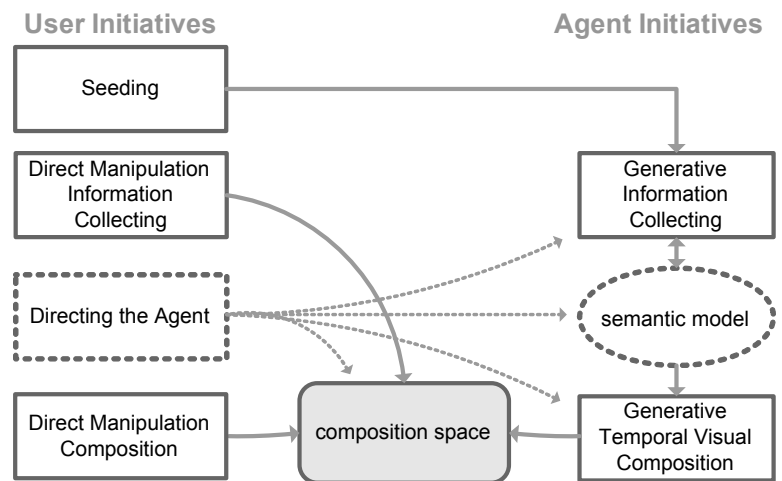 User Initiatives
Agent Initiatives
Seeding
Direct Manipulation
Information
Collecting
Generative
Information
Collecting
Directing the Agent
semantic model
Direct Manipulation
Composition
composition space
Generative
Temporal Visual
Composition